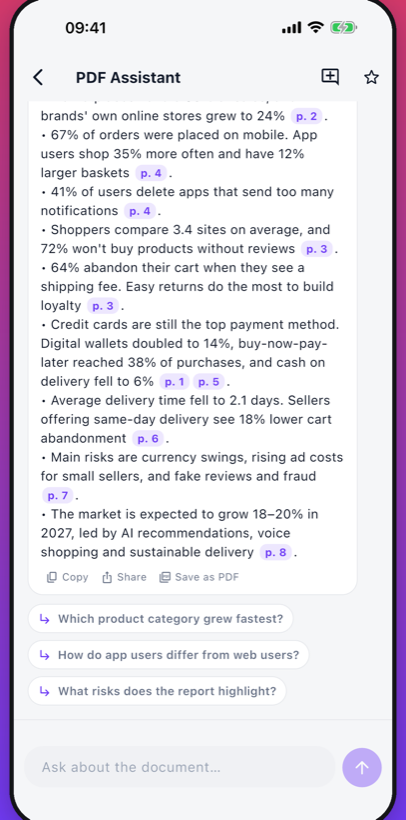 09:41
PDF Assistant
brands' own online stores grew to 24% p. 2 .
• 67% of orders were placed on mobile. App
users shop 35% more often and have 12%
larger baskets p. 4 .
• 41% of users delete apps that send too many
notifications p. 4 .
• Shoppers compare 3.4 sites on average, and
72% won't buy products without reviews p. 3 .
• 64% abandon their cart when they see a
shipping fee. Easy returns do the most to build
loyalty p. 3 .
• Credit cards are still the top payment method.
Digital wallets doubled to 14%, buy-now-pay-
later reached 38% of purchases, and cash on
delivery fell to 6% p. 1 p. 5 .
• Average delivery time fell to 2.1 days. Sellers
offering same-day delivery see 18% lower cart
abandonment p. 6 .
• Main risks are currency swings, rising ad costs
for small sellers, and fake reviews and fraud
p. 7 .
• The market is expected to grow 18–20% in
2027, led by AI recommendations, voice
shopping and sustainable delivery p. 8 .
Copy Share Save as PDF
Which product category grew fastest?
How do app users differ from web users?
What risks does the report highlight?
Ask about the document...